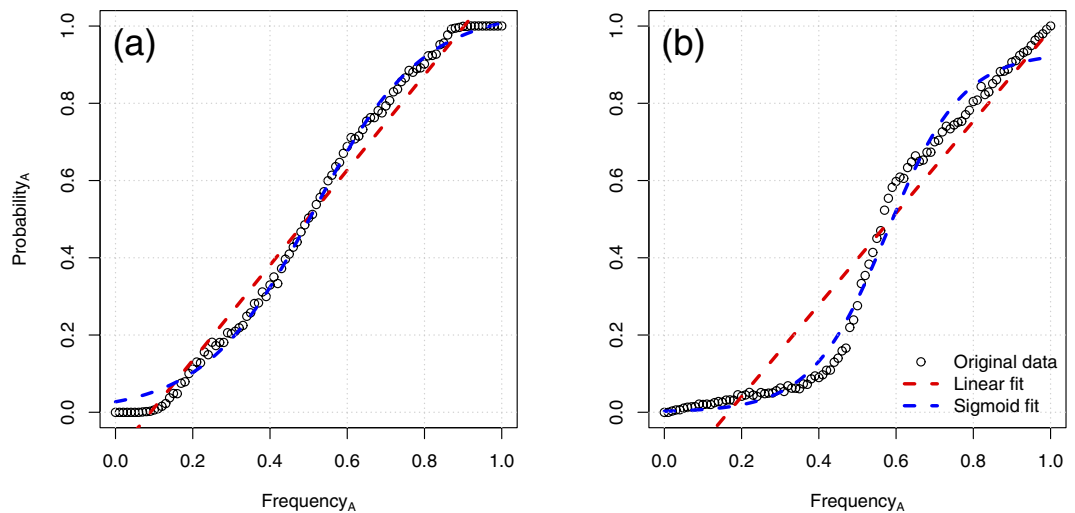 (a)
(b)
1.0
0.8
0.6
0.4
0.2
0.0
Probability_A
0.0 0.2 0.4 0.6 0.8 1.0
Frequency_A
1.0
0.8
0.6
0.4
0.2
0.0
Original data
Linear fit
Sigmoid fit
0.0 0.2 0.4 0.6 0.8 1.0
Frequency_A